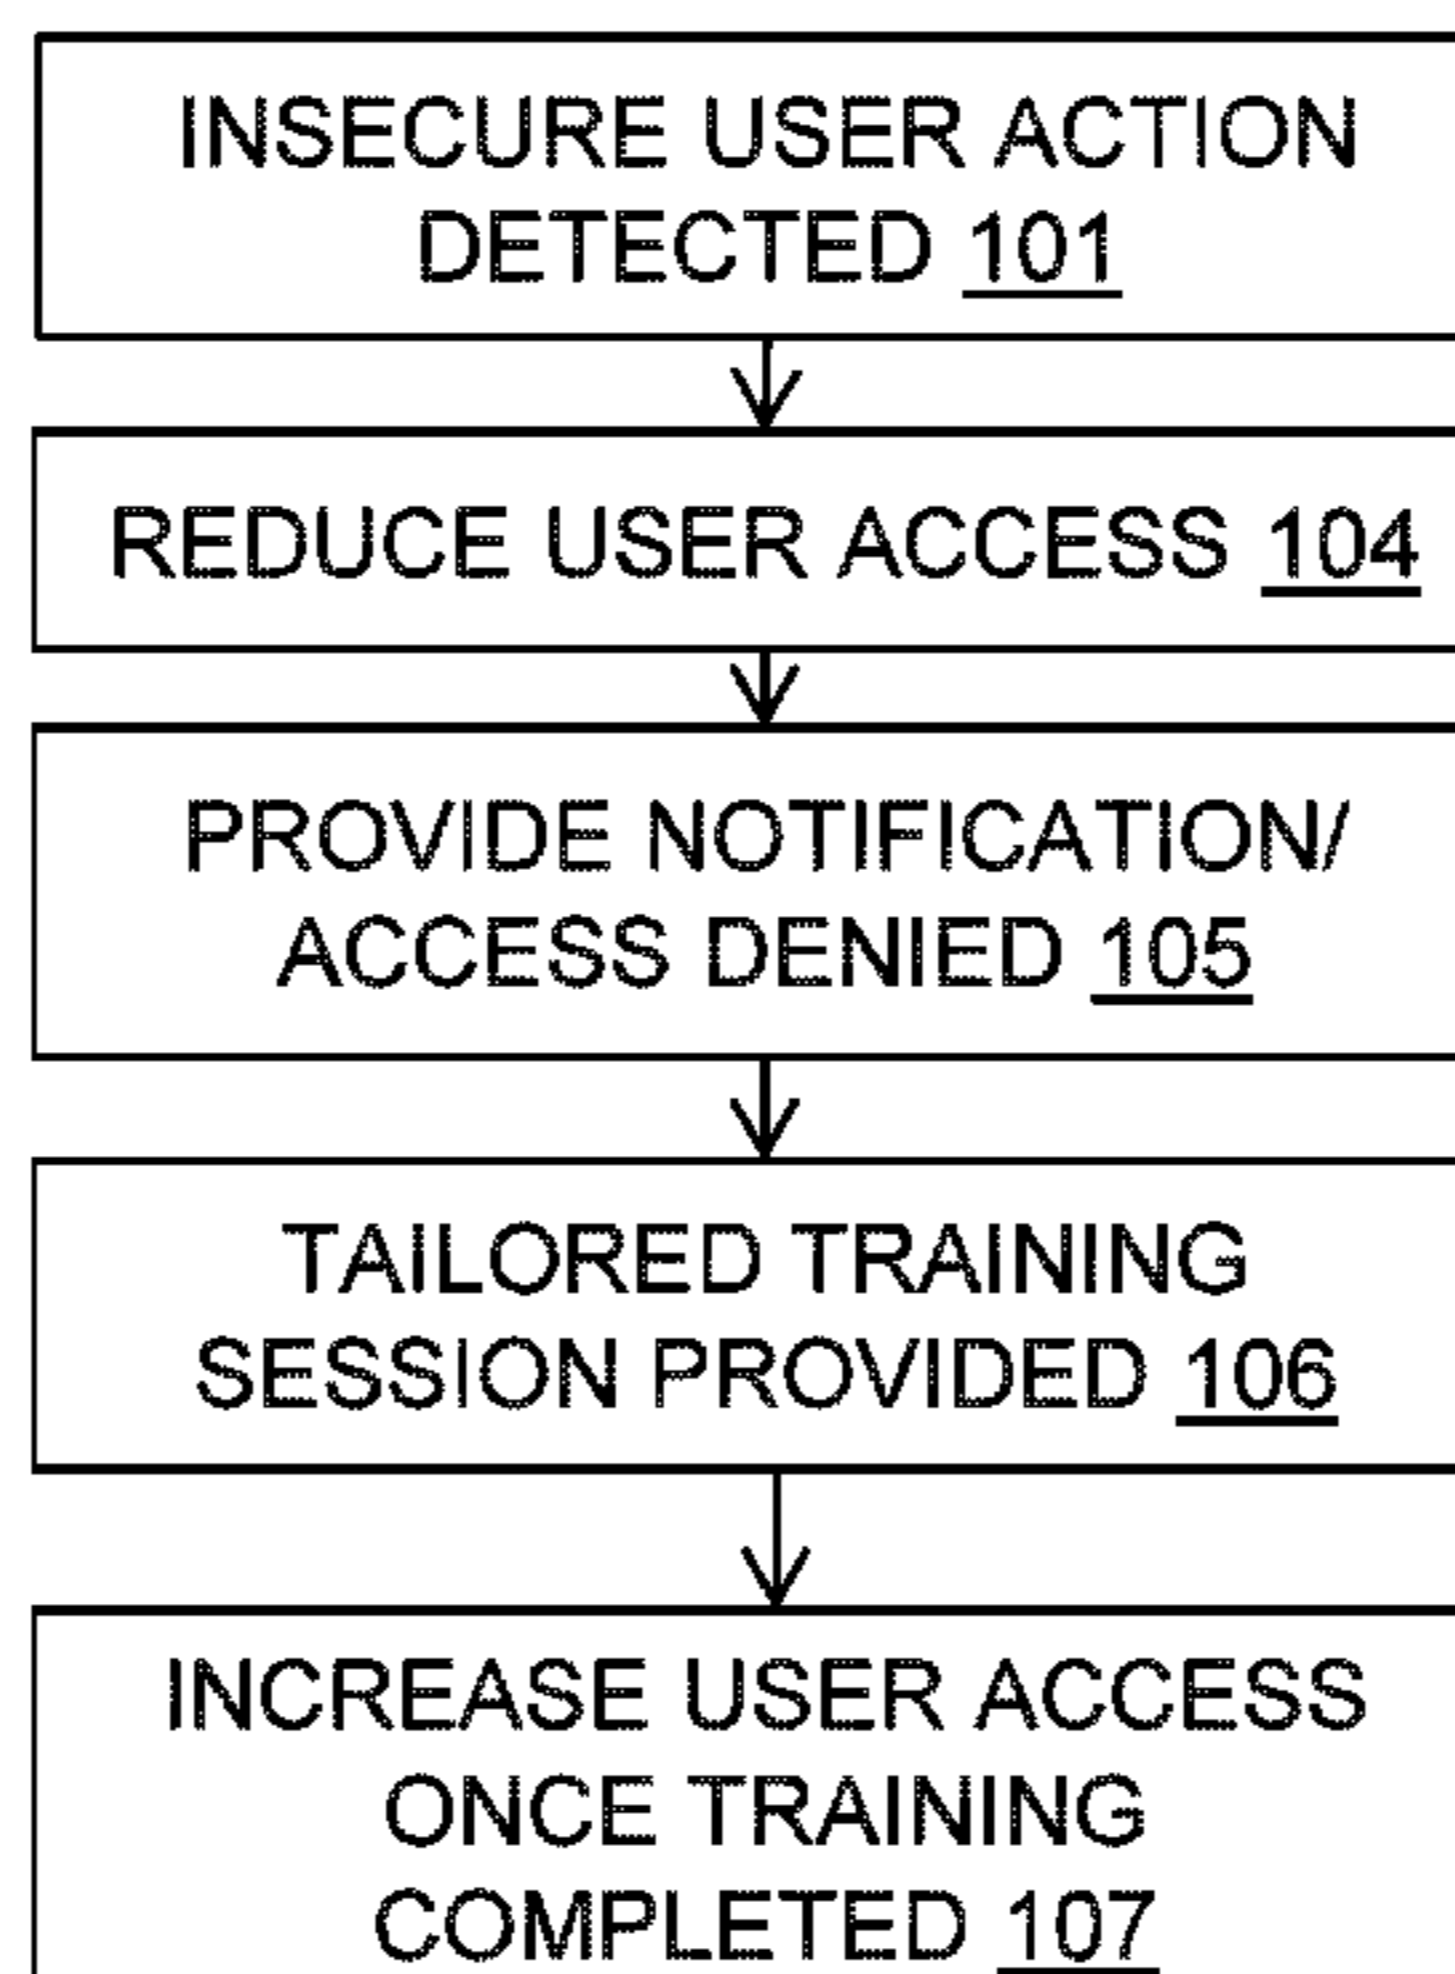 INSECURE USER ACTION
DETECTED 101
REDUCE USER ACCESS 104
PROVIDE NOTIFICATION/
ACCESS DENIED 105
TAILORED TRAINING
SESSION PROVIDED 106
INCREASE USER ACCESS
ONCE TRAINING
COMPLETED 107